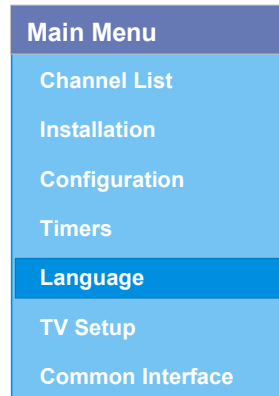 Main Menu
Channel List
Installation
Configuration
Timers
Language
TV Setup
Common Interface